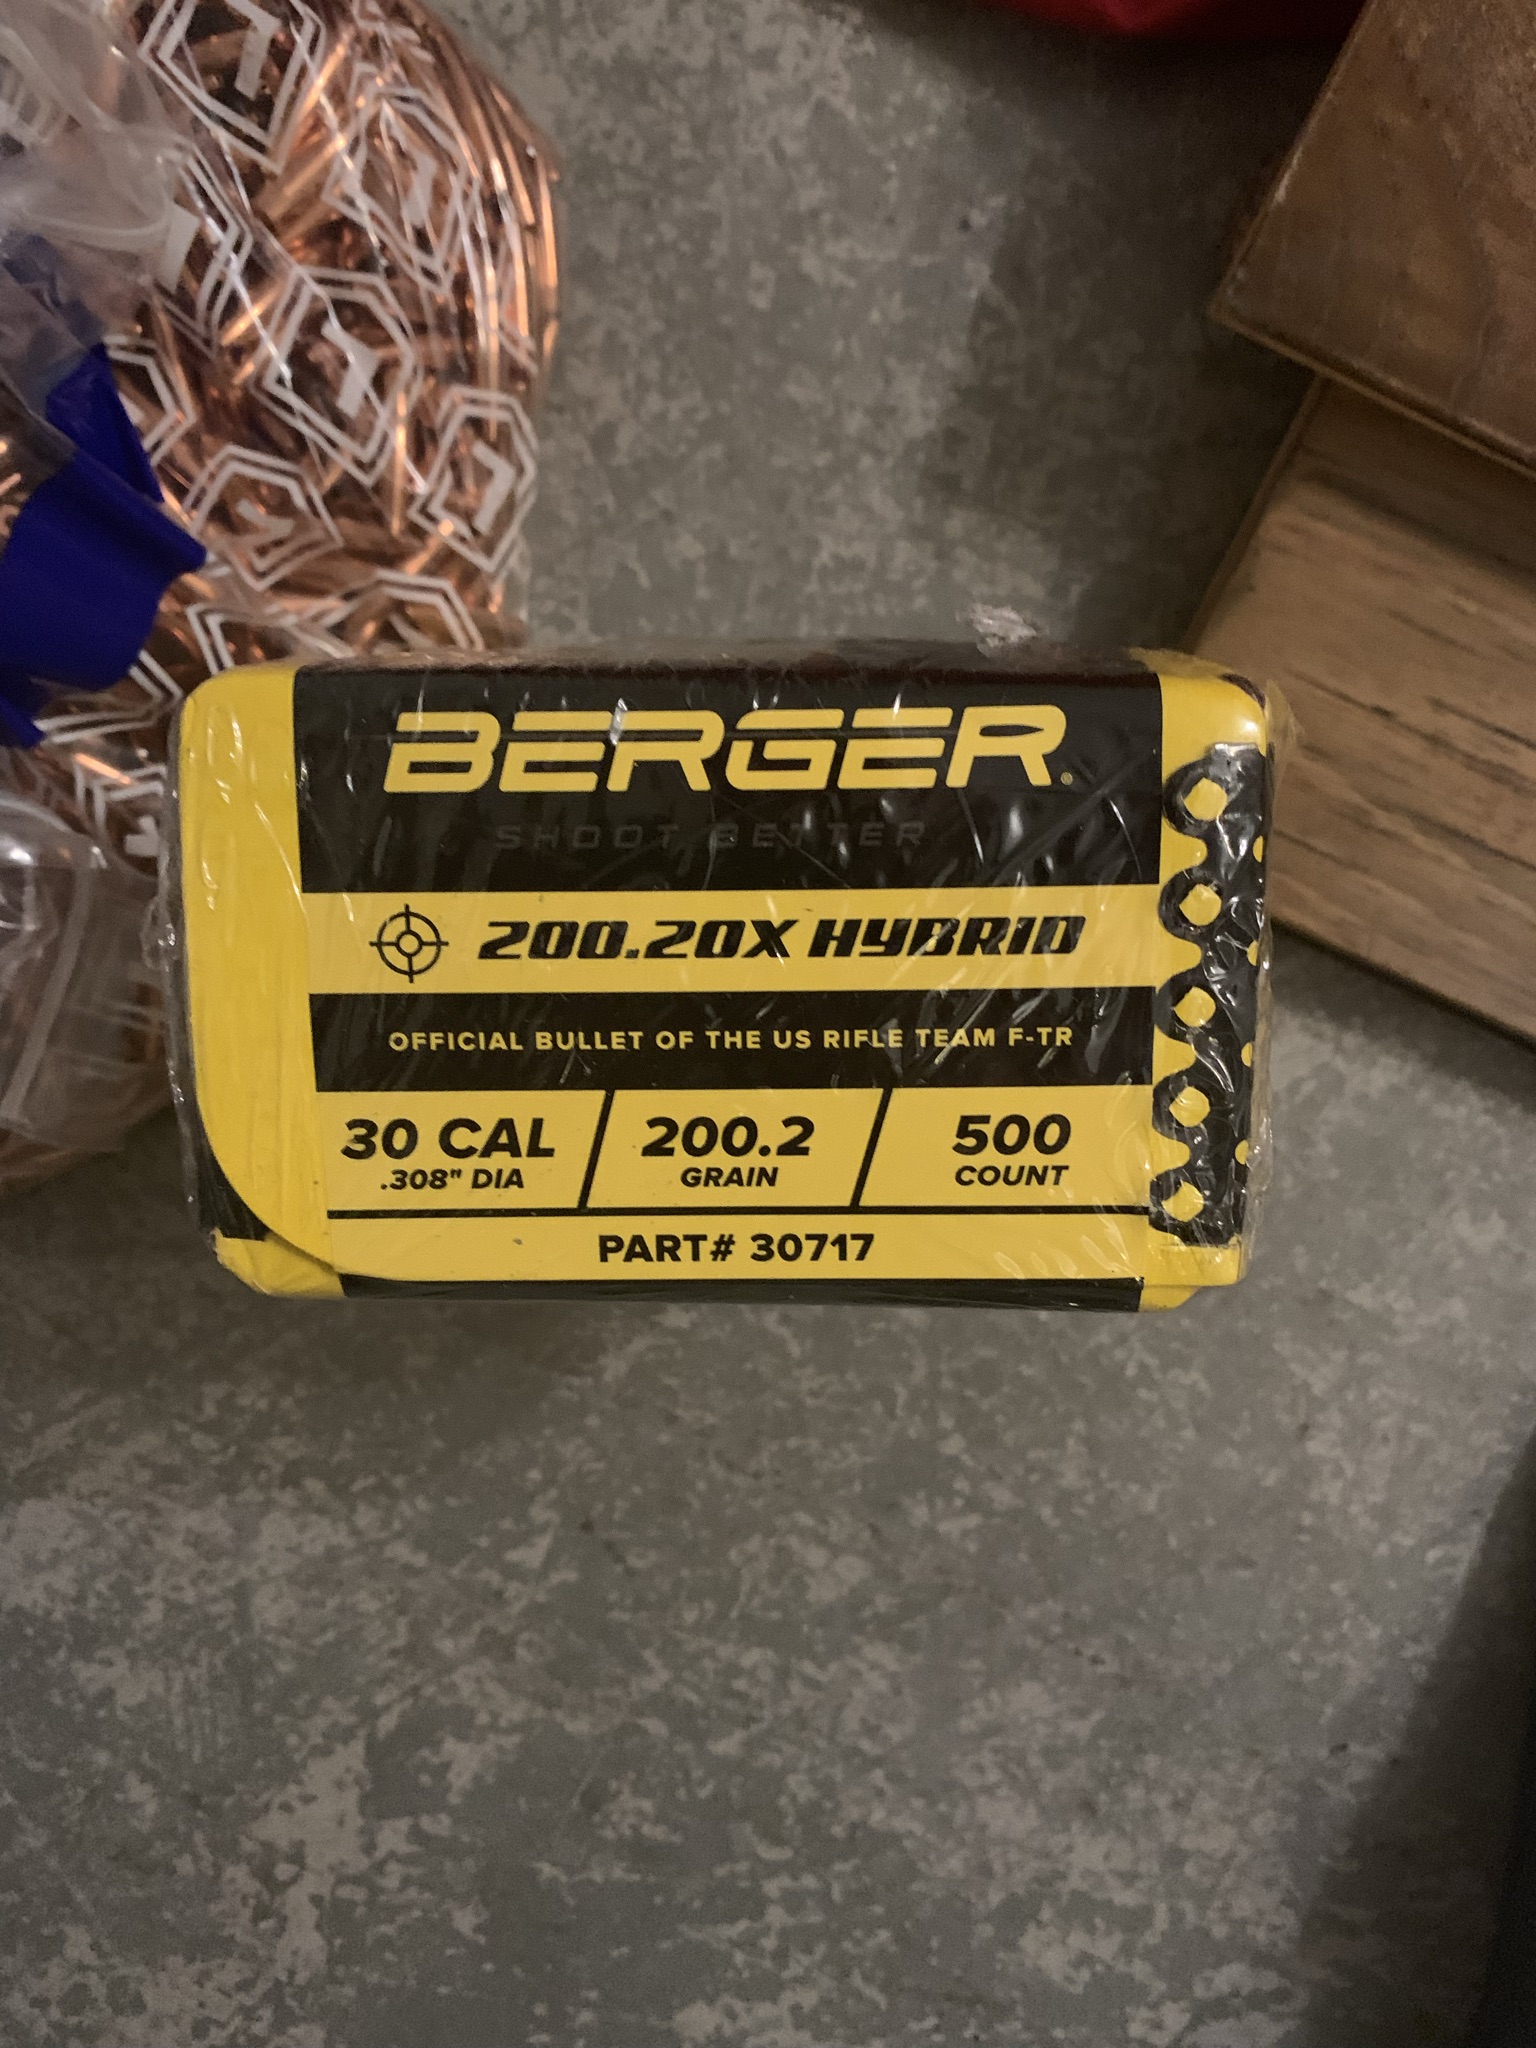 BERGER®
SHOOT BETTER
200.20X HYBRID
OFFICIAL BULLET OF THE US RIFLE TEAM F-TR
30 CAL
.308" DIA
200.2
GRAIN
500
COUNT
PART# 30717